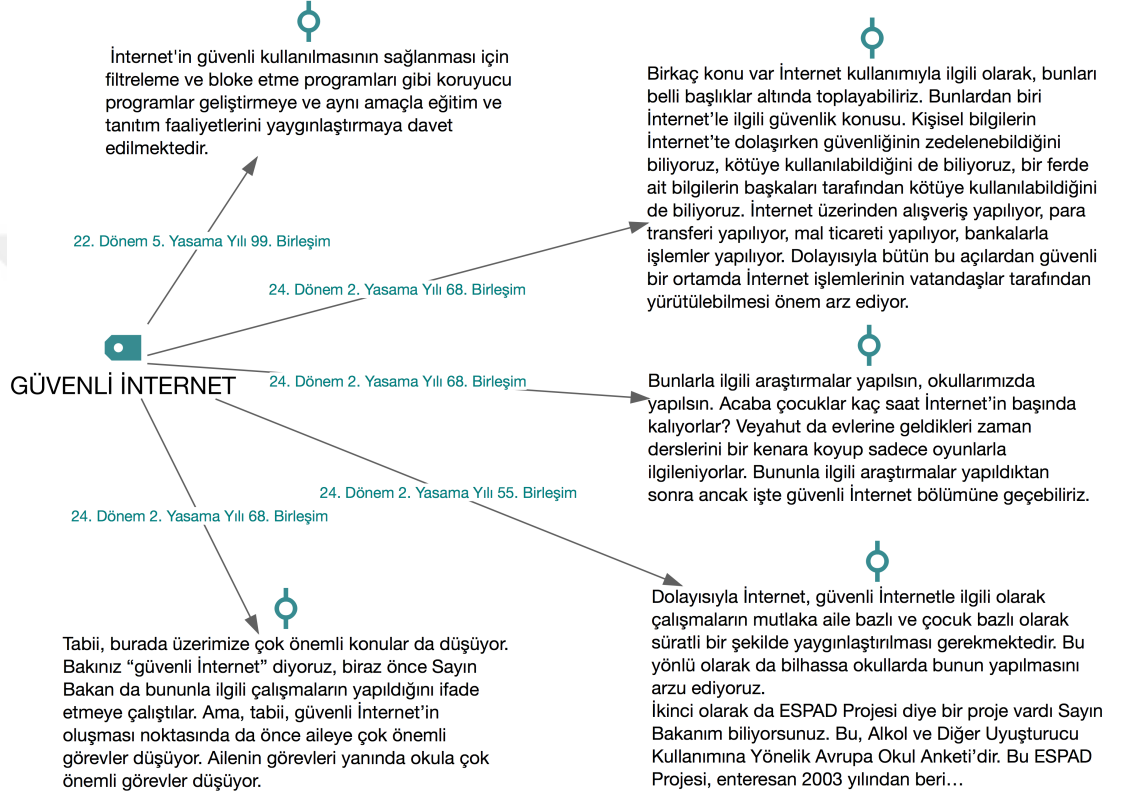 İnternet'in güvenli kullanılmasının sağlanması için
filtreleme ve bloke etme programları gibi koruyucu
programlar geliştirmeye ve aynı amaçla eğitim ve
tanıtım faaliyetlerini yaygınlaştırmaya davet
edilmektedir.
Birkaç konu var İnternet kullanımıyla ilgili olarak, bunları
belli başlıklar altında toplayabiliriz. Bunlardan biri
İnternet’le ilgili güvenlik konusu. Kişisel bilgilerin
İnternet’te dolaşırken güvenliğinin zedelenebildiğini
biliyoruz, kötüye kullanılabildiğini de biliyoruz, bir ferde
ait bilgilerin başkaları tarafından kötüye kullanılabildiğini
de biliyoruz. İnternet üzerinden alışveriş yapılıyor, para
transferi yapılıyor, mal ticareti yapılıyor, bankalarla
işlemler yapılıyor. Dolayısıyla bütün bu açılardan güvenli
bir ortamda İnternet işlemlerinin vatandaşlar tarafından
yürütülebilmesi önem arz ediyor.
22. Dönem 5. Yasama Yılı 99. Birleşim
24. Dönem 2. Yasama Yılı 68. Birleşim
GÜVENLİ İNTERNET
24. Dönem 2. Yasama Yılı 68. Birleşim
Bunlarla ilgili araştırmalar yapılsın, okullarımızda
yapılsın. Acaba çocuklar kaç saat İnternet’in başında
kalıyorlar? Veyahut da evlerine geldikleri zaman
derslerini bir kenara koyup sadece oyunlarla
ilgileniyorlar. Bununla ilgili araştırmalar yapıldıktan
sonra ancak işte güvenli İnternet bölümüne geçebiliriz.
24. Dönem 2. Yasama Yılı 55. Birleşim
24. Dönem 2. Yasama Yılı 68. Birleşim
Tabii, burada üzerimize çok önemli konular da düşüyor.
Bakınız “güvenli İnternet” diyoruz, biraz önce Sayın
Bakan da bununla ilgili çalışmaların yapıldığını ifade
etmeye çalıştılar. Ama, tabii, güvenli İnternet’in
oluşması noktasında da önce aileye çok önemli
görevler düşüyor. Ailenin görevleri yanında okula çok
önemli görevler düşüyor.
Dolayısıyla İnternet, güvenli İnternetle ilgili olarak
çalışmaların mutlaka aile bazlı ve çocuk bazlı olarak
süratli bir şekilde yaygınlaştırılması gerekmektedir. Bu
yönlü olarak da bilhassa okullarda bunun yapılmasını
arzu ediyoruz.
İkinci olarak da ESPAD Projesi diye bir proje vardı Sayın
Bakanım biliyorsunuz. Bu, Alkol ve Diğer Uyuşturucu
Kullanımına Yönelik Avrupa Okul Anketi’dir. Bu ESPAD
Projesi, enteresan 2003 yılından beri…